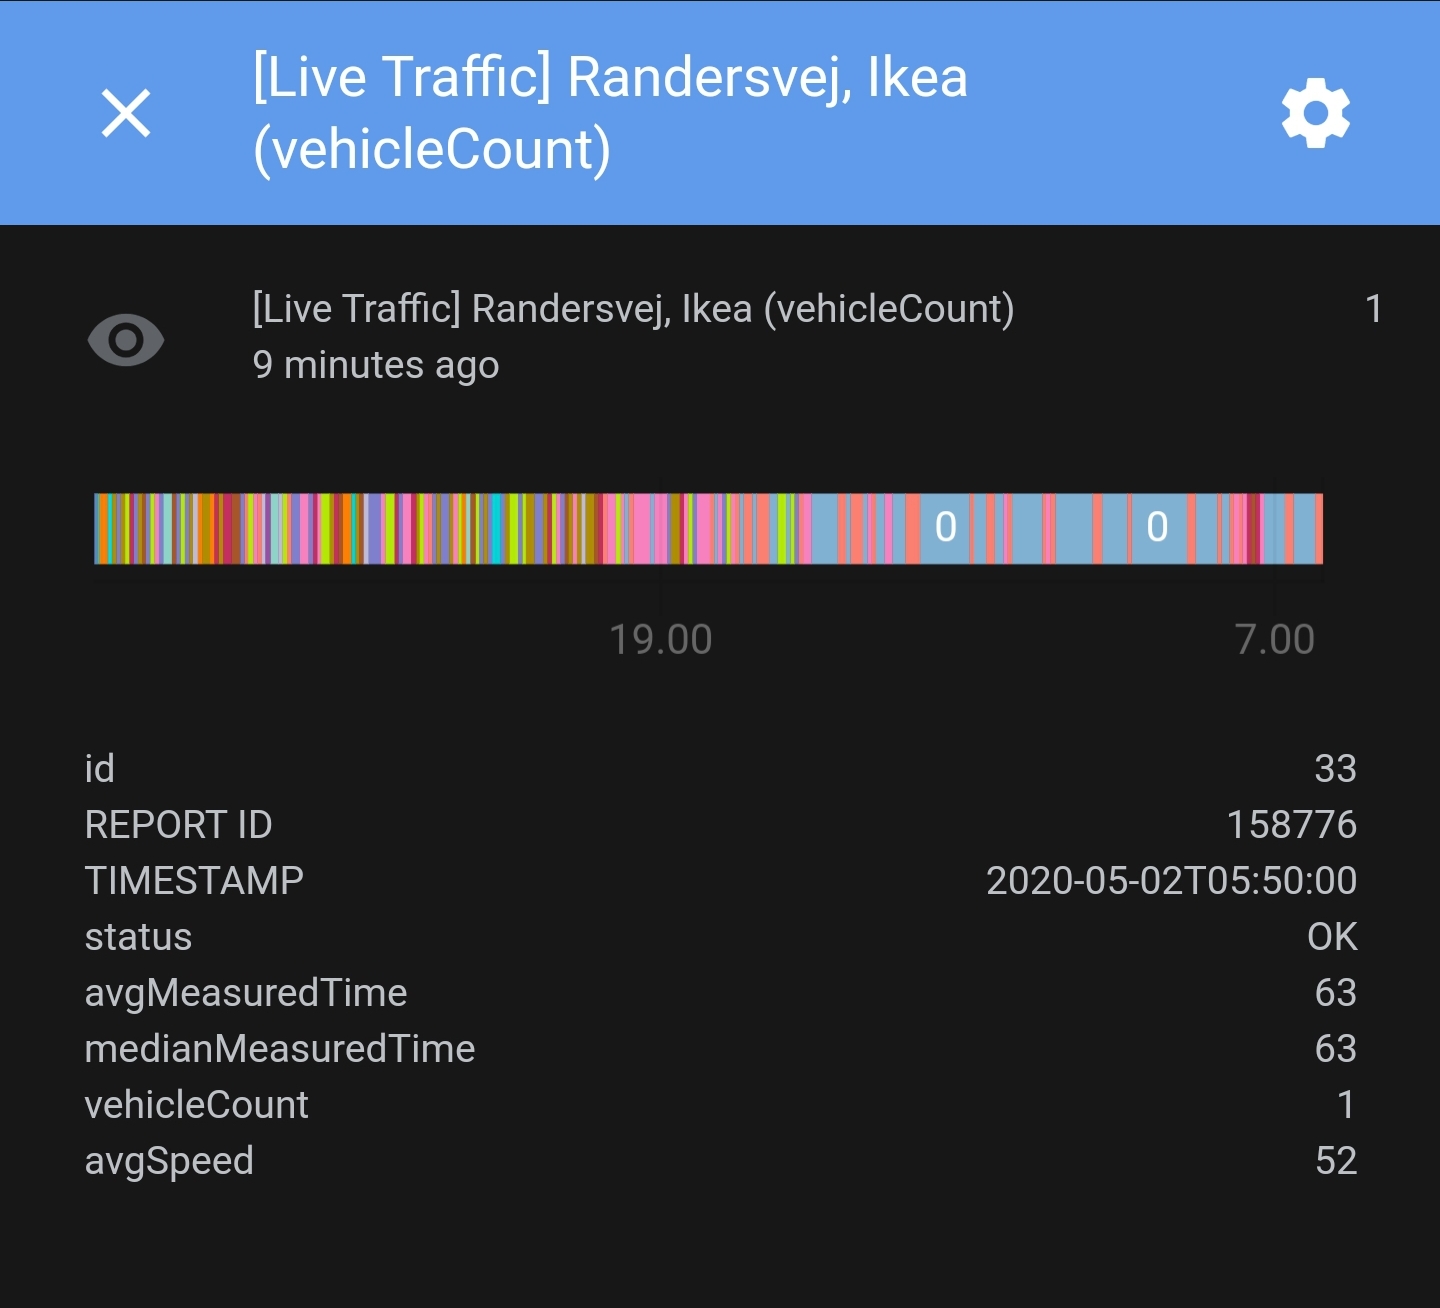 [Live Traffic] Randersvej, Ikea
(vehicleCount)
[Live Traffic] Randersvej, Ikea (vehicleCount) 1
9 minutes ago
0 0
19.00 7.00
id 33
REPORT ID 158776
TIMESTAMP 2020-05-02T05:50:00
status OK
avgMeasuredTime 63
medianMeasuredTime 63
vehicleCount 1
avgSpeed 52